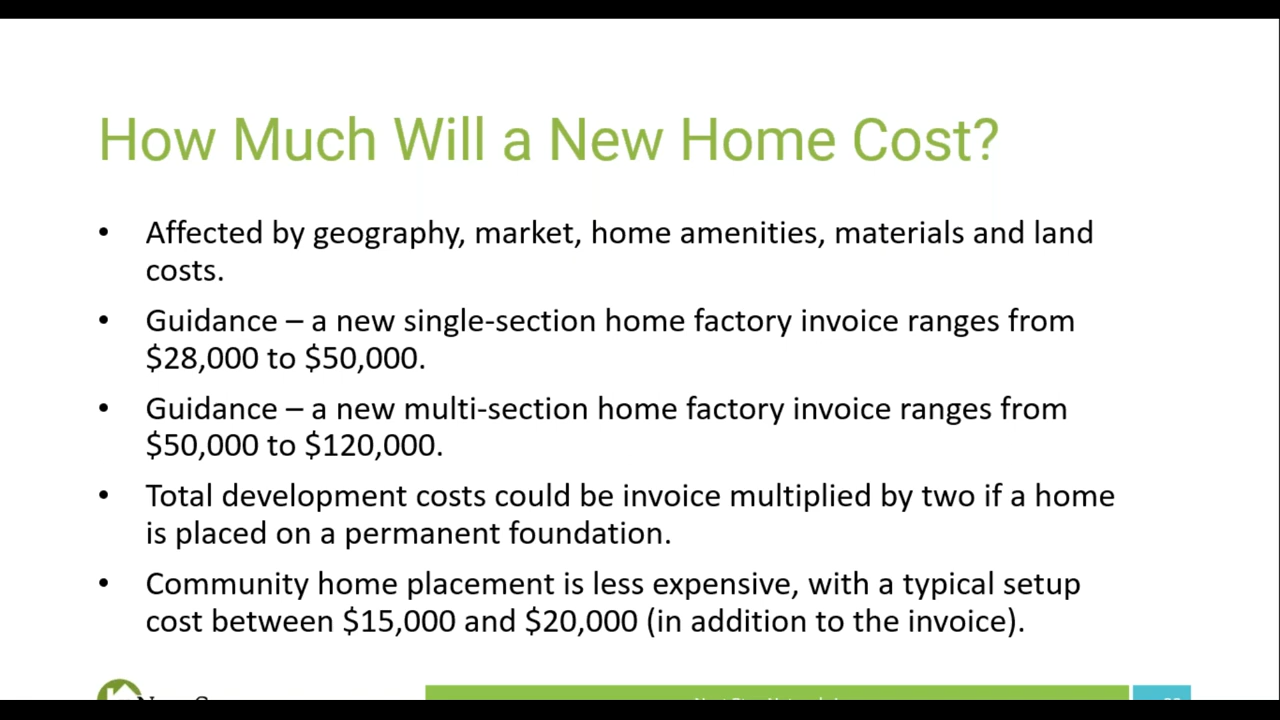 How Much Will a New Home Cost?
• Affected by geography, market, home amenities, materials and land
costs.
• Guidance – a new single-section home factory invoice ranges from
$28,000 to $50,000.
• Guidance – a new multi-section home factory invoice ranges from
$50,000 to $120,000.
• Total development costs could be invoice multiplied by two if a home
is placed on a permanent foundation.
• Community home placement is less expensive, with a typical setup
cost between $15,000 and $20,000 (in addition to the invoice).